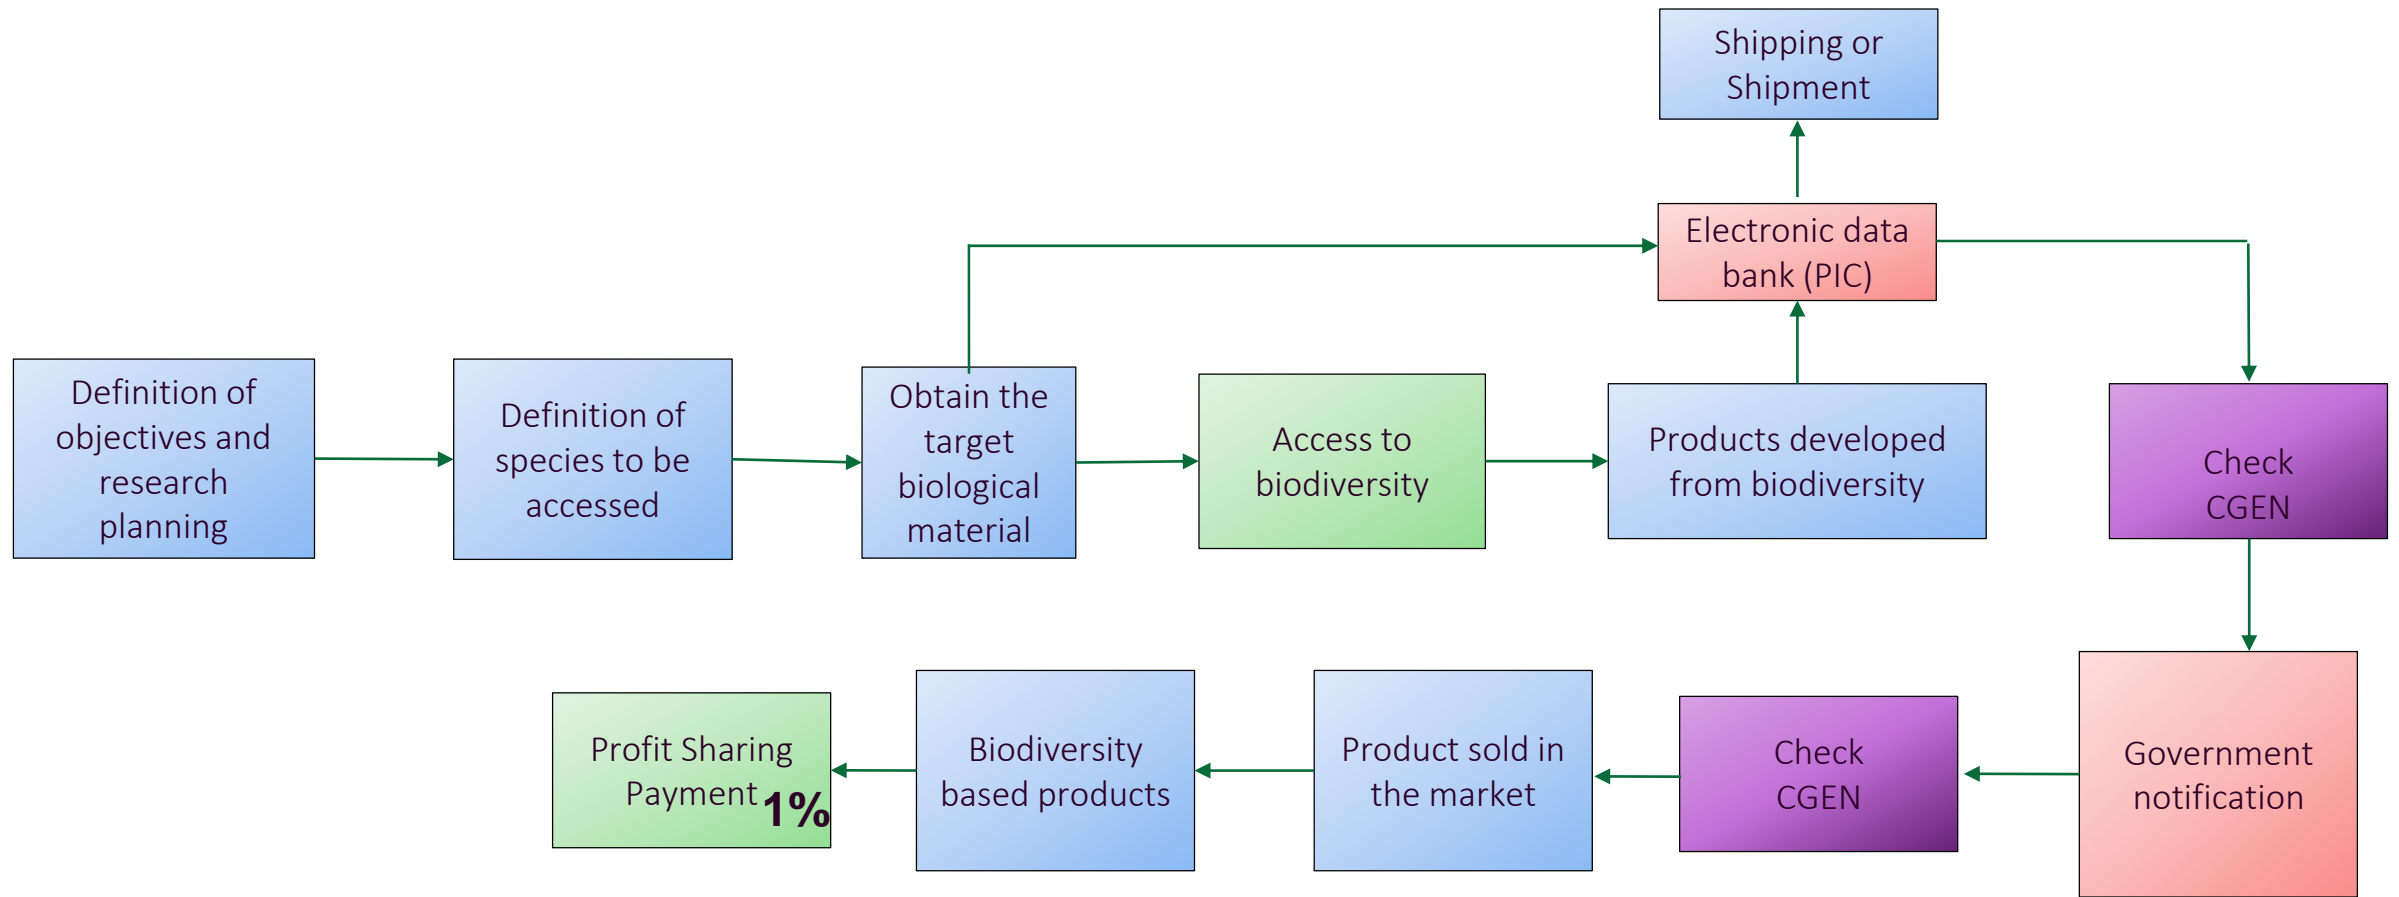 Shipping or
Shipment
Electronic data
bank (PIC)
Definition of
objectives and
research
planning
Definition of
species to be
accessed
Obtain the
target
biological
material
Access to
biodiversity
Products developed
from biodiversity
Check
CGEN
Profit Sharing
Payment 1%
Biodiversity
based products
Product sold in
the market
Check
CGEN
Government
notification